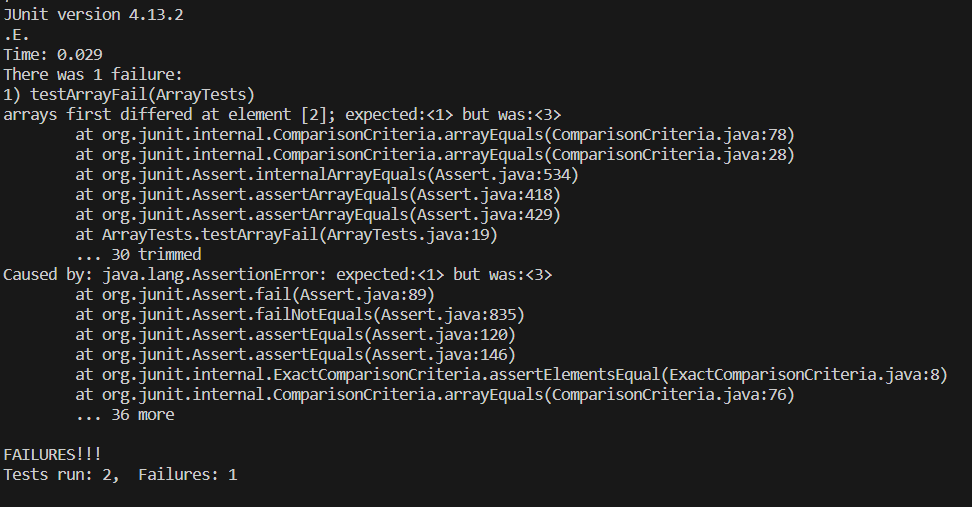 JUnit version 4.13.2
.E.
Time: 0.029
There was 1 failure:
1) testArrayFail(ArrayTests)
arrays first differed at element [2]; expected:<1> but was:<3>
        at org.junit.internal.ComparisonCriteria.arrayEquals(ComparisonCriteria.java:78)
        at org.junit.internal.ComparisonCriteria.arrayEquals(ComparisonCriteria.java:28)
        at org.junit.Assert.internalArrayEquals(Assert.java:534)
        at org.junit.Assert.assertArrayEquals(Assert.java:418)
        at org.junit.Assert.assertArrayEquals(Assert.java:429)
        at ArrayTests.testArrayFail(ArrayTests.java:19)
        ... 30 trimmed
Caused by: java.lang.AssertionError: expected:<1> but was:<3>
        at org.junit.Assert.fail(Assert.java:89)
        at org.junit.Assert.failNotEquals(Assert.java:835)
        at org.junit.Assert.assertEquals(Assert.java:120)
        at org.junit.Assert.assertEquals(Assert.java:146)
        at org.junit.internal.ExactComparisonCriteria.assertElementsEqual(ExactComparisonCriteria.java:8)
        at org.junit.internal.ComparisonCriteria.arrayEquals(ComparisonCriteria.java:76)
        ... 36 more

FAILURES!!!
Tests run: 2,  Failures: 1